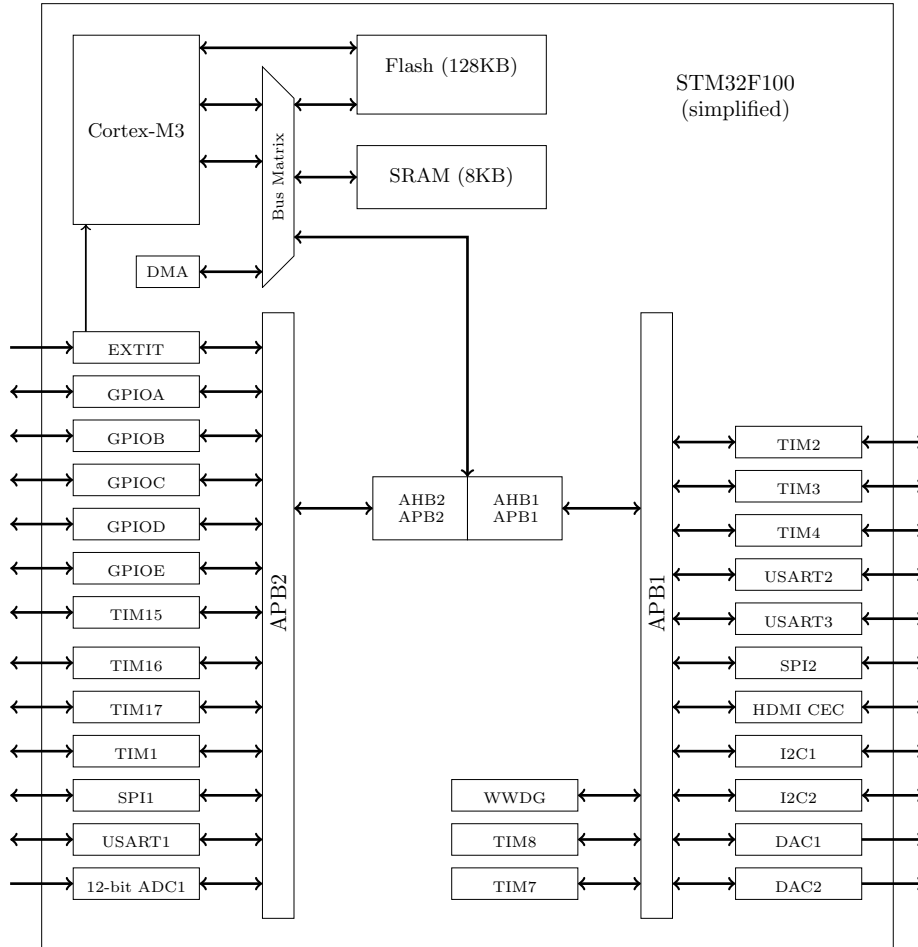 STM32F100
(simplified)
Cortex-M3
Flash (128KB)
SRAM (8KB)
Bus Matrix
DMA
EXTIT
GPIOA
GPIOB
GPIOC
GPIOD
GPIOE
TIM15
TIM16
TIM17
TIM1
SPI1
USART1
12-bit ADC1
APB2
AHB2
APB2
AHB1
APB1
APB1
WWDG
TIM8
TIM7
TIM2
TIM3
TIM4
USART2
USART3
SPI2
HDMI CEC
I2C1
I2C2
DAC1
DAC2